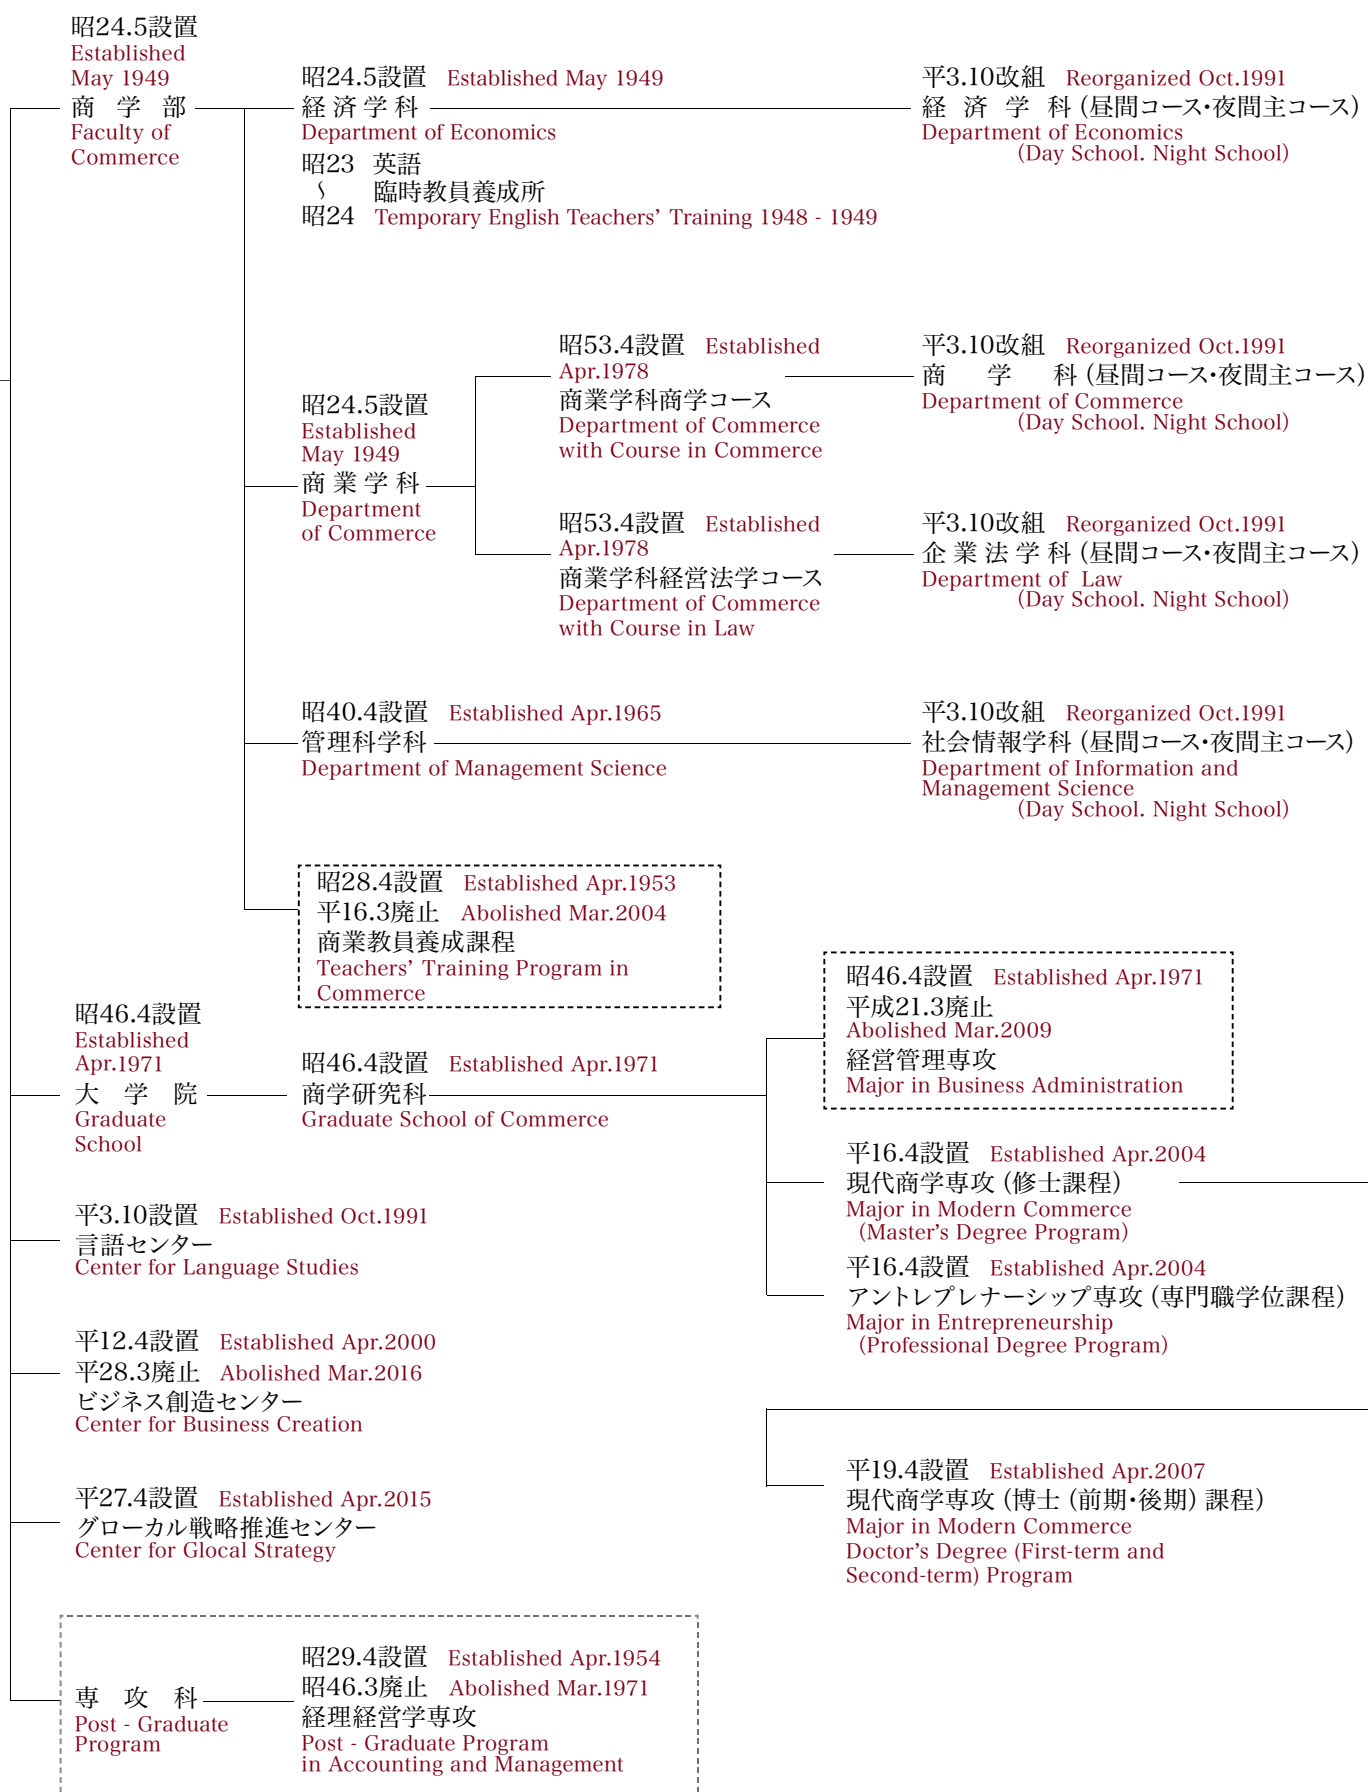 昭24.5設置
Established
May 1949
商学部
Faculty of
Commerce
昭24.5設置 Established May 1949
経済学科
Department of Economics
昭23 英語
〜 臨時教員養成所
昭24 Temporary English Teachers’ Training 1948 - 1949
平3.10改組 Reorganized Oct.1991
経済学科（昼間コース・夜間主コース）
Department of Economics
(Day School. Night School)
昭24.5設置
Established
May 1949
商業学科
Department
of Commerce
昭53.4設置 Established
Apr.1978
商業学科商学コース
Department of Commerce
with Course in Commerce
平3.10改組 Reorganized Oct.1991
商学科（昼間コース・夜間主コース）
Department of Commerce
(Day School. Night School)
昭53.4設置 Established
Apr.1978
商業学科経営法学コース
Department of Commerce
with Course in Law
平3.10改組 Reorganized Oct.1991
企業法学科（昼間コース・夜間主コース）
Department of Law
(Day School. Night School)
昭40.4設置 Established Apr.1965
管理科学科
Department of Management Science
平3.10改組 Reorganized Oct.1991
社会情報学科（昼間コース・夜間主コース）
Department of Information and
Management Science
(Day School. Night School)
昭28.4設置 Established Apr.1953
平16.3廃止 Abolished Mar.2004
商業教員養成課程
Teachers’ Training Program in
Commerce
昭46.4設置
Established
Apr.1971
大学院
Graduate
School
昭46.4設置 Established Apr.1971
商学研究科
Graduate School of Commerce
昭46.4設置 Established Apr.1971
平成21.3廃止
Abolished Mar.2009
経営管理専攻
Major in Business Administration
平16.4設置 Established Apr.2004
現代商学専攻（修士課程）
Major in Modern Commerce
(Master’s Degree Program)
平16.4設置 Established Apr.2004
アントレプレナーシップ専攻（専門職学位課程）
Major in Entrepreneurship
(Professional Degree Program)
平19.4設置 Established Apr.2007
現代商学専攻（博士（前期・後期）課程）
Major in Modern Commerce
Doctor’s Degree (First-term and
Second-term) Program
平3.10設置 Established Oct.1991
言語センター
Center for Language Studies
平12.4設置 Established Apr.2000
平28.3廃止 Abolished Mar.2016
ビジネス創造センター
Center for Business Creation
平27.4設置 Established Apr.2015
グローカル戦略推進センター
Center for Glocal Strategy
専攻科
Post - Graduate
Program
昭29.4設置 Established Apr.1954
昭46.3廃止 Abolished Mar.1971
経理経営学専攻
Post - Graduate Program
in Accounting and Management